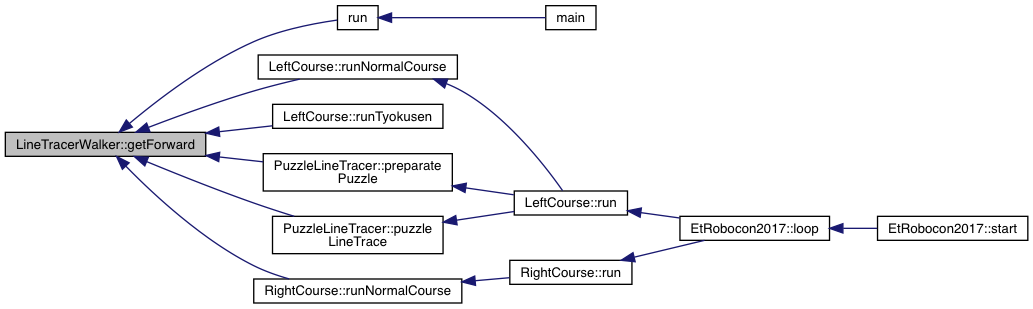 run
main
LeftCourse::runNormalCourse
LeftCourse::runTyokusen
LineTracerWalker::getForward
PuzzleLineTracer::preparate
Puzzle
LeftCourse::run
PuzzleLineTracer::puzzle
LineTrace
EtRobocon2017::loop
EtRobocon2017::start
RightCourse::run
RightCourse::runNormalCourse